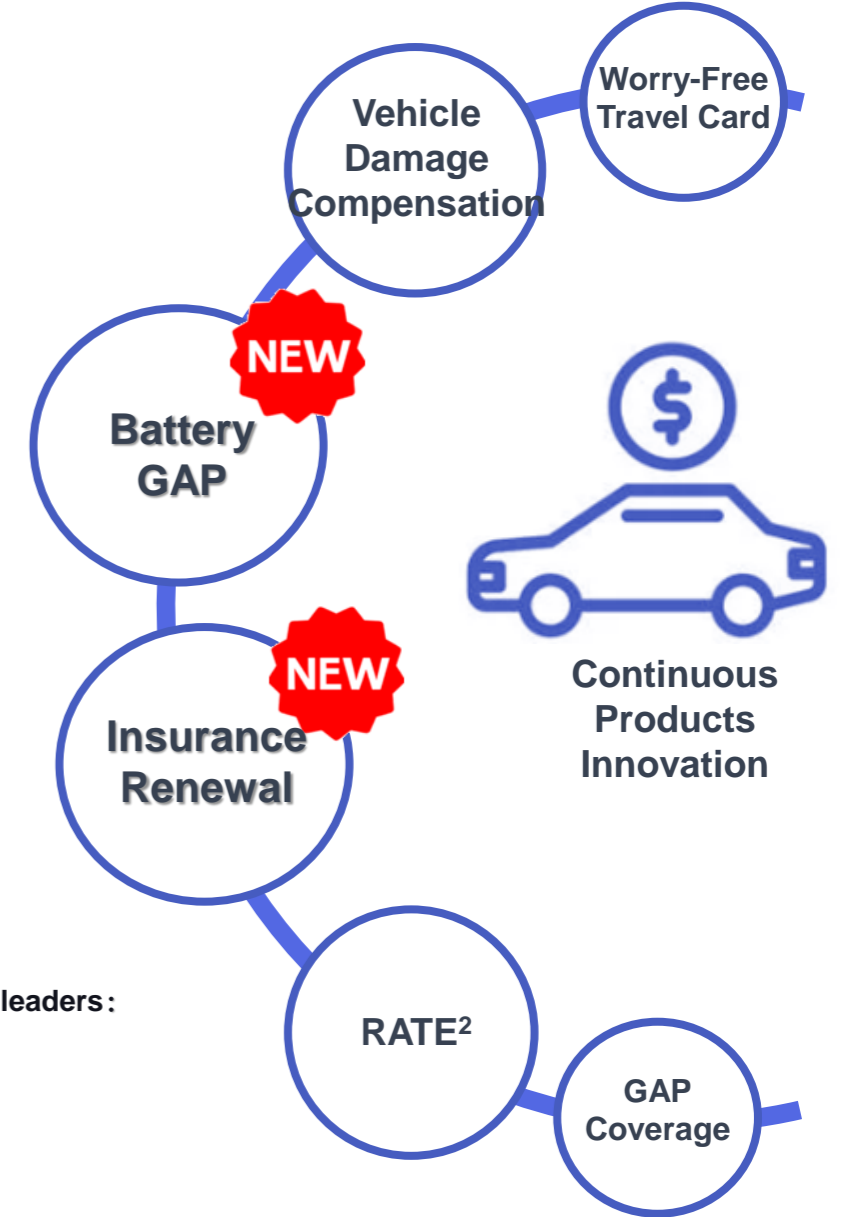 Worry-Free
Travel Card
Vehicle
Damage
Compensation
NEW
Battery
GAP
$
NEW
Insurance
Renewal
Continuous
Products
Innovation
leaders:
RATE²
GAP
Coverage